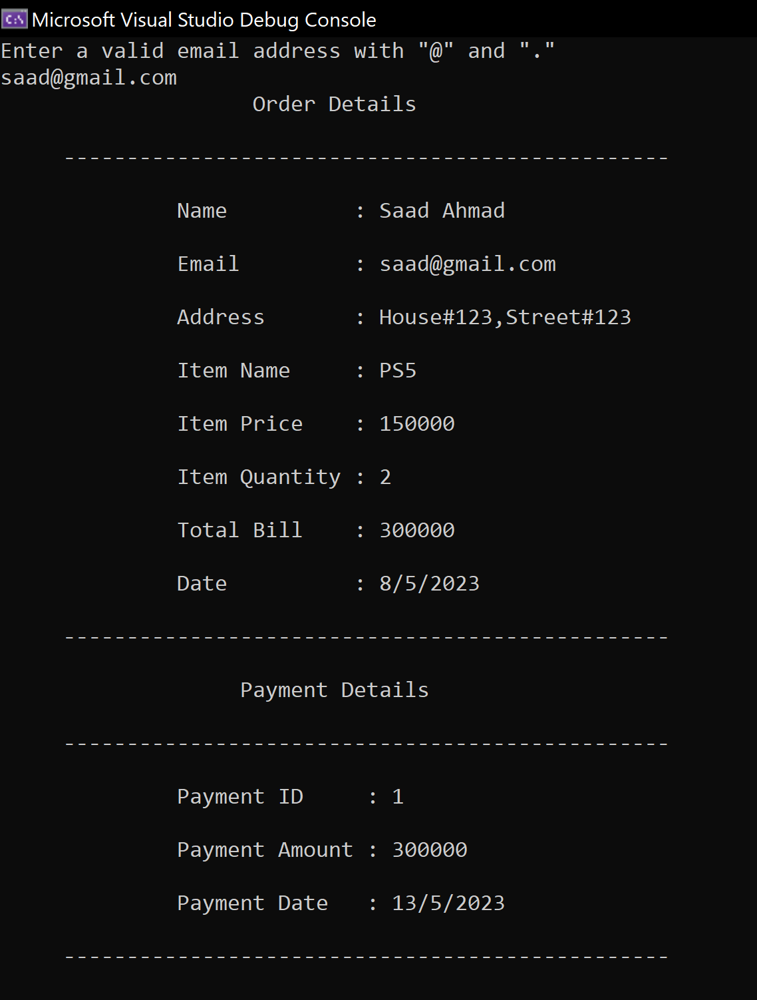 Microsoft Visual Studio Debug Console
Enter a valid email address with "@" and "."
saad@gmail.com
Order Details
------------------------------------------------
Name : Saad Ahmad
Email : saad@gmail.com
Address : House#123,Street#123
Item Name : PS5
Item Price : 150000
Item Quantity : 2
Total Bill : 300000
Date : 8/5/2023
------------------------------------------------
Payment Details
------------------------------------------------
Payment ID : 1
Payment Amount : 300000
Payment Date : 13/5/2023
------------------------------------------------